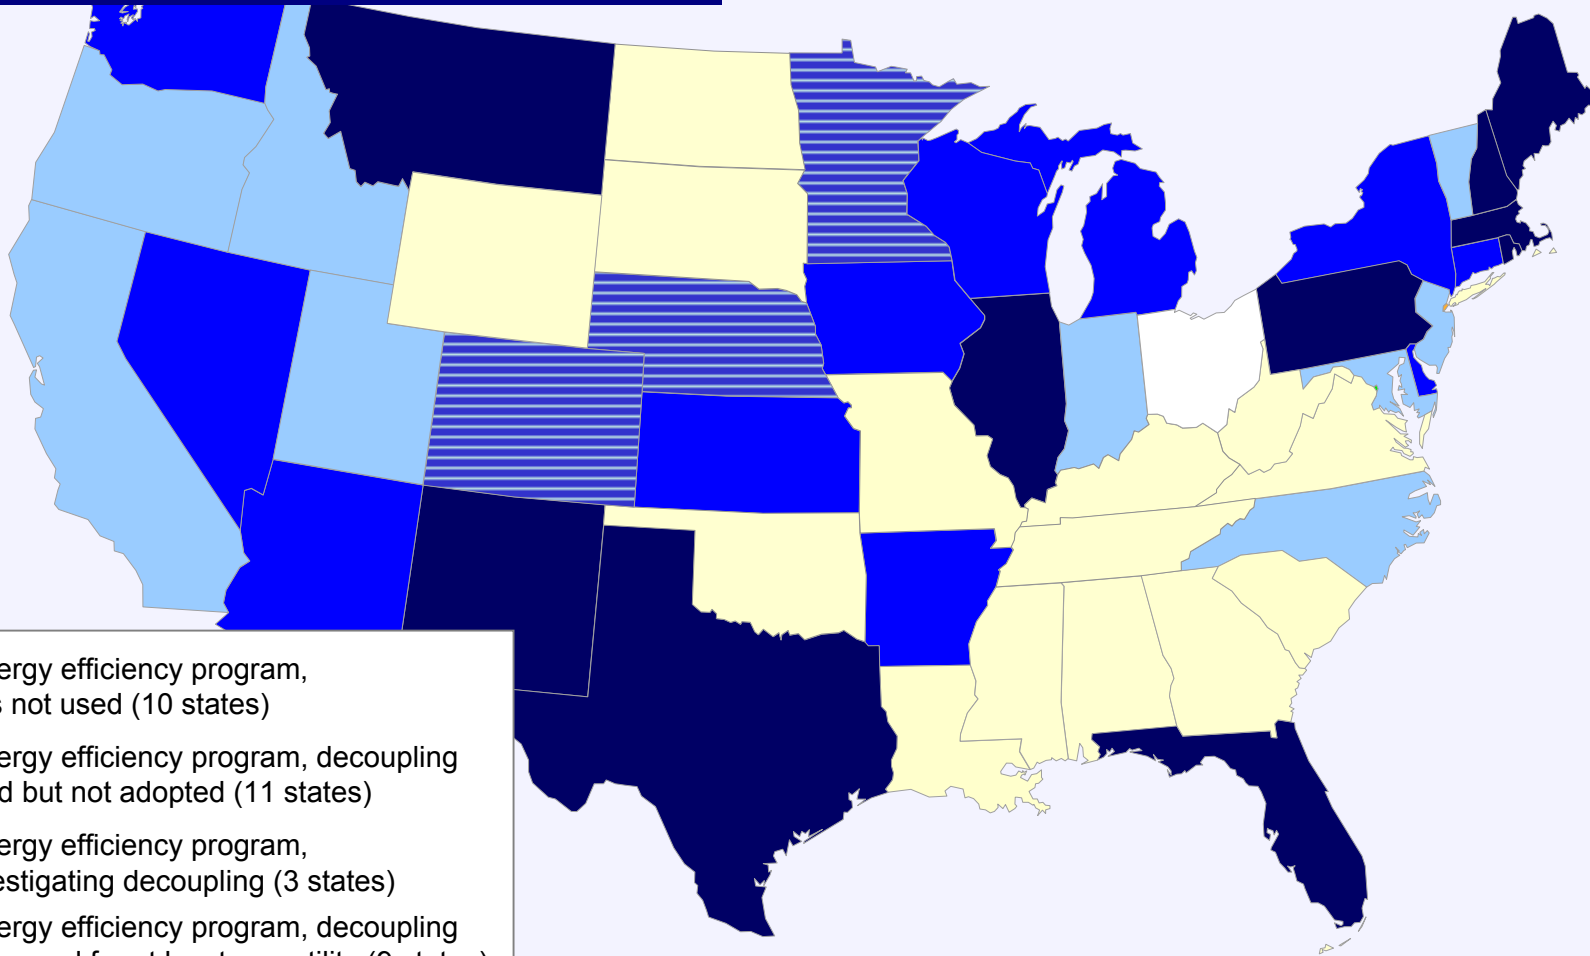 ergy efficiency program,
s not used (10 states)
ergy efficiency program, decoupling
d but not adopted (11 states)
ergy efficiency program,
estigating decoupling (3 states)
ergy efficiency program, decoupling